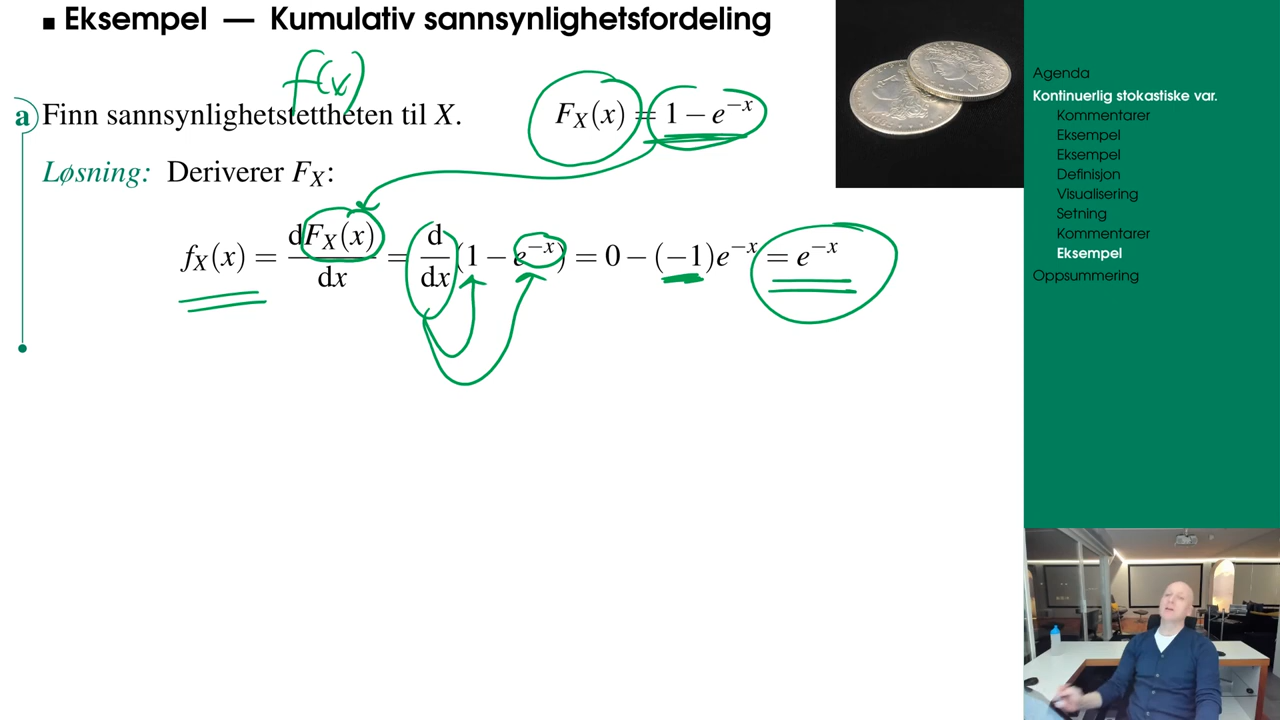 ■ Eksempel — Kumulativ sannsynlighetsfordeling
f(x)
a Finn sannsynlighetstettheten til X. F_X(x) = 1 − e^{−x}
Løsning: Deriverer F_X:
f_X(x) = dF_X(x)/dx = d/dx (1 − e^{−x}) = 0 − (−1)e^{−x} = e^{−x}
Agenda
Kontinuerlig stokastiske var.
Kommentarer
Eksempel
Eksempel
Definisjon
Visualisering
Setning
Kommentarer
Eksempel
Oppsummering